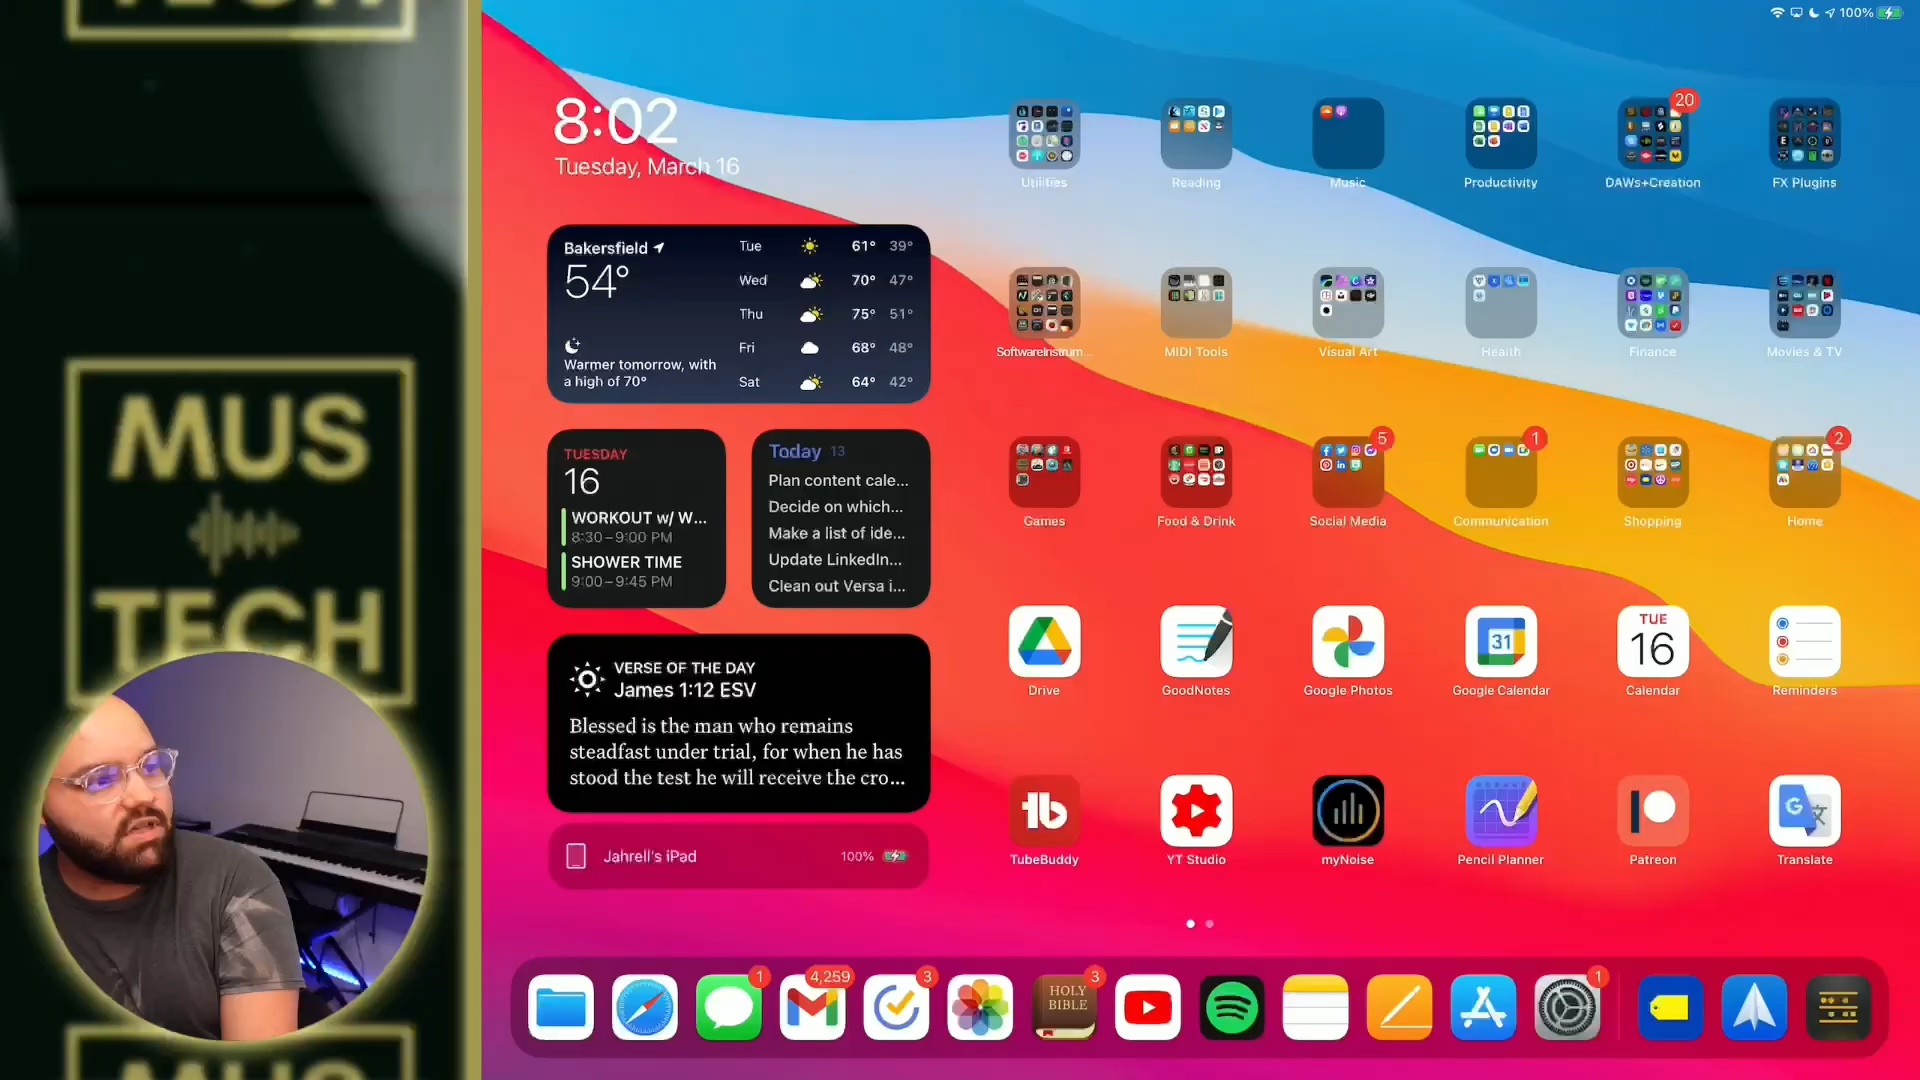 MUS
TECH
MUS
100%
8:02
Tuesday, March 16
Bakersfield
54°
Warmer tomorrow, with
a high of 70°
Tue 61° 39°
Wed 70° 47°
Thu 75° 51°
Fri 68° 48°
Sat 64° 42°
TUESDAY
16
WORKOUT w/ W...
8:30–9:00 PM
SHOWER TIME
9:00–9:45 PM
Today 13
Plan content cale...
Decide on which...
Make a list of ide...
Update LinkedIn...
Clean out Versa i...
VERSE OF THE DAY
James 1:12 ESV
Blessed is the man who remains
steadfast under trial, for when he has
stood the test he will receive the cro...
Jahrell's iPad 100%
20
Utilities Reading Music Productivity DAWs+Creation FX Plugins
SoftwareInstrum... MIDI Tools Visual Art Health Finance Movies & TV
5 1 2
Games Food & Drink Social Media Communication Shopping Home
31 TUE
16
Drive GoodNotes Google Photos Google Calendar Calendar Reminders
tb G
TubeBuddy YT Studio myNoise Pencil Planner Patreon Translate
1 4,259 3 3 1
HOLY
BIBLE